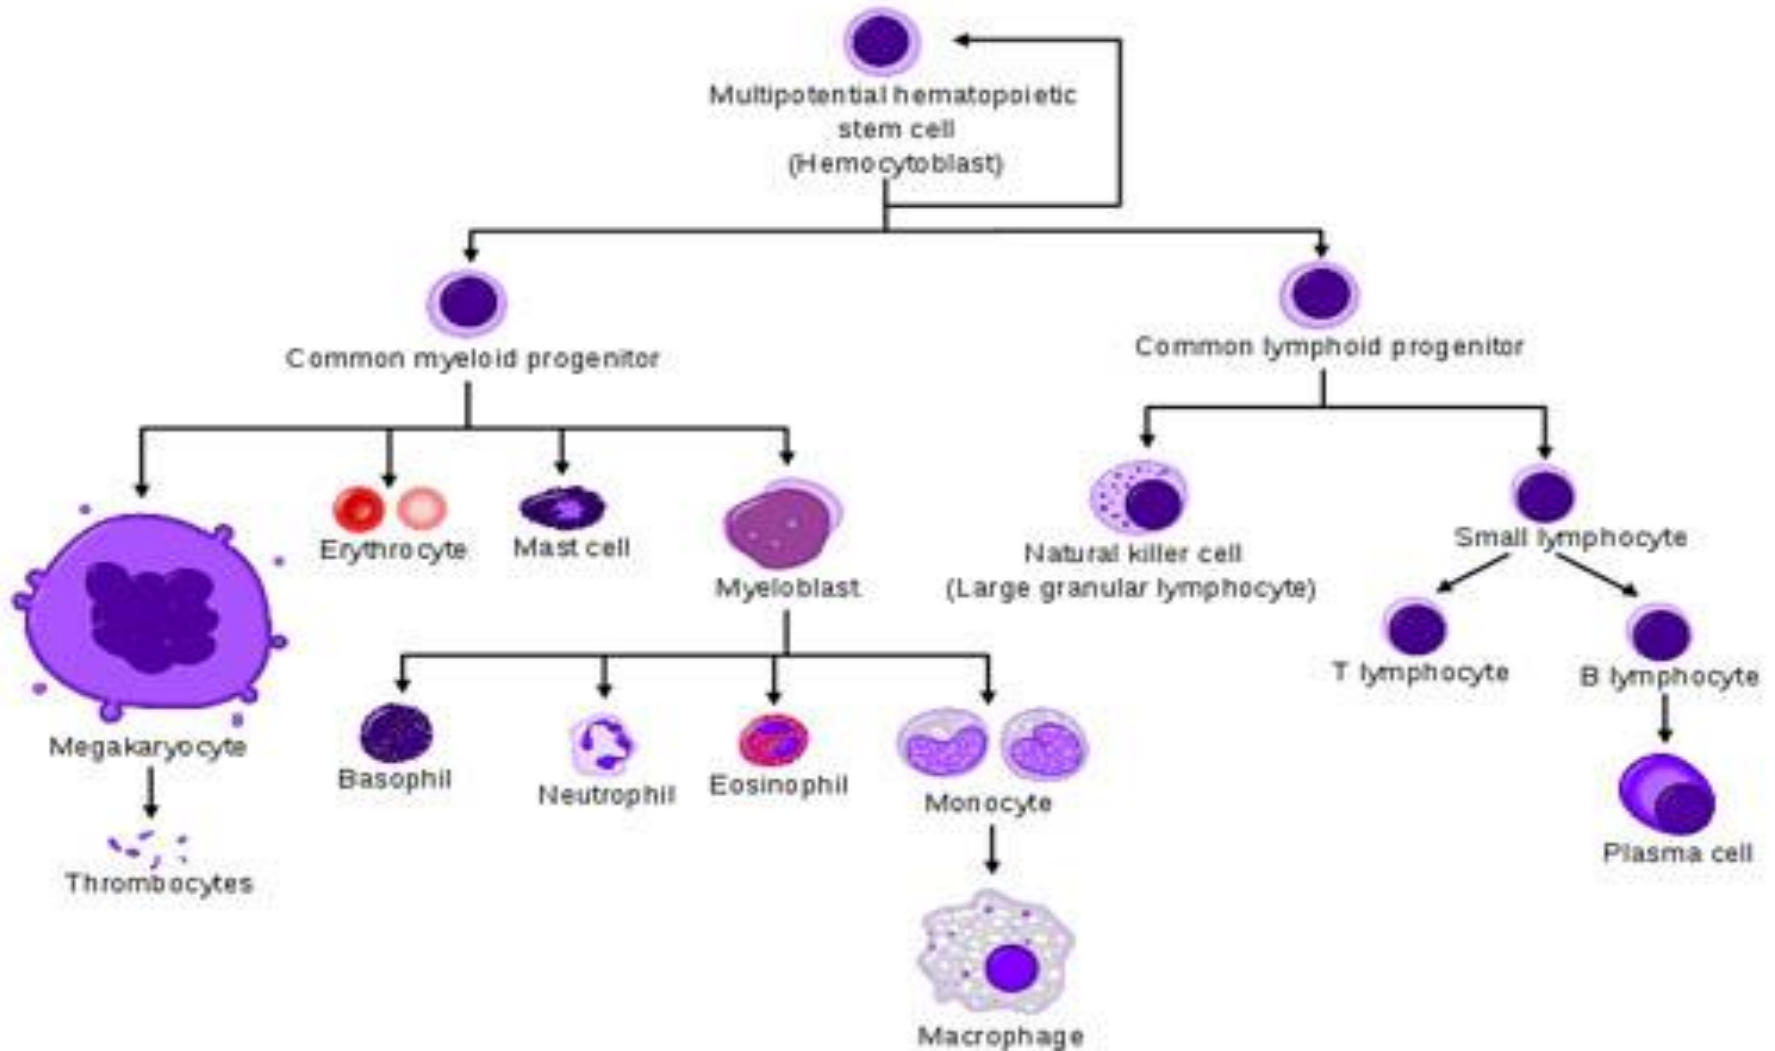 Multipotential hematopoietic
stem cell
(Hemocytoblast)
Common myeloid progenitor
Common lymphoid progenitor
Erythrocyte
Mast cell
Myeloblast
Natural killer cell
(Large granular lymphocyte)
Small lymphocyte
T lymphocyte
B lymphocyte
Megakaryocyte
Basophil
Neutrophil
Eosinophil
Monocyte
Plasma cell
Thrombocytes
Macrophage